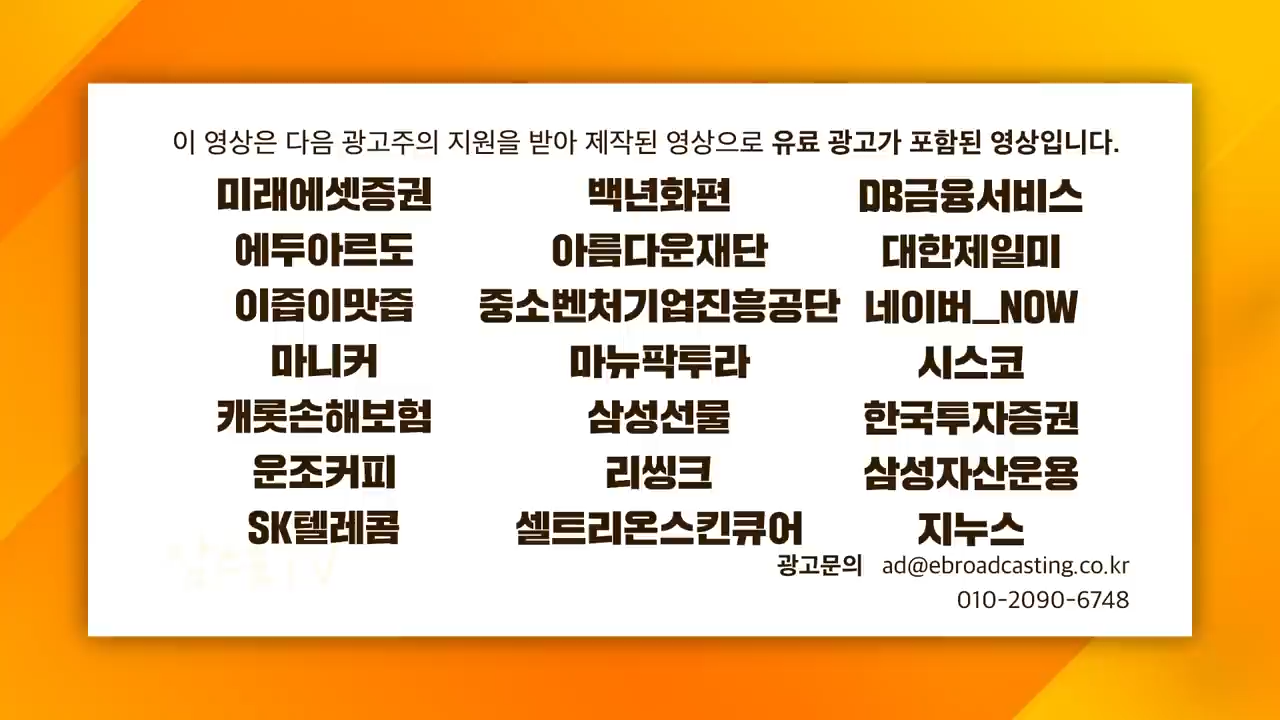 이 영상은 다음 광고주의 지원을 받아 제작된 영상으로 유료 광고가 포함된 영상입니다.
미래에셋증권 백년화편 DB금융서비스
에두아르도 아름다운재단 대한제일미
이즙이맛즙 중소벤처기업진흥공단 네이버_NOW
마니커 마뉴팍투라 시스코
캐롯손해보험 삼성선물 한국투자증권
운조커피 리씽크 삼성자산운용
SK텔레콤 셀트리온스킨큐어 지누스
광고문의 ad@ebroadcasting.co.kr
010-2090-6748